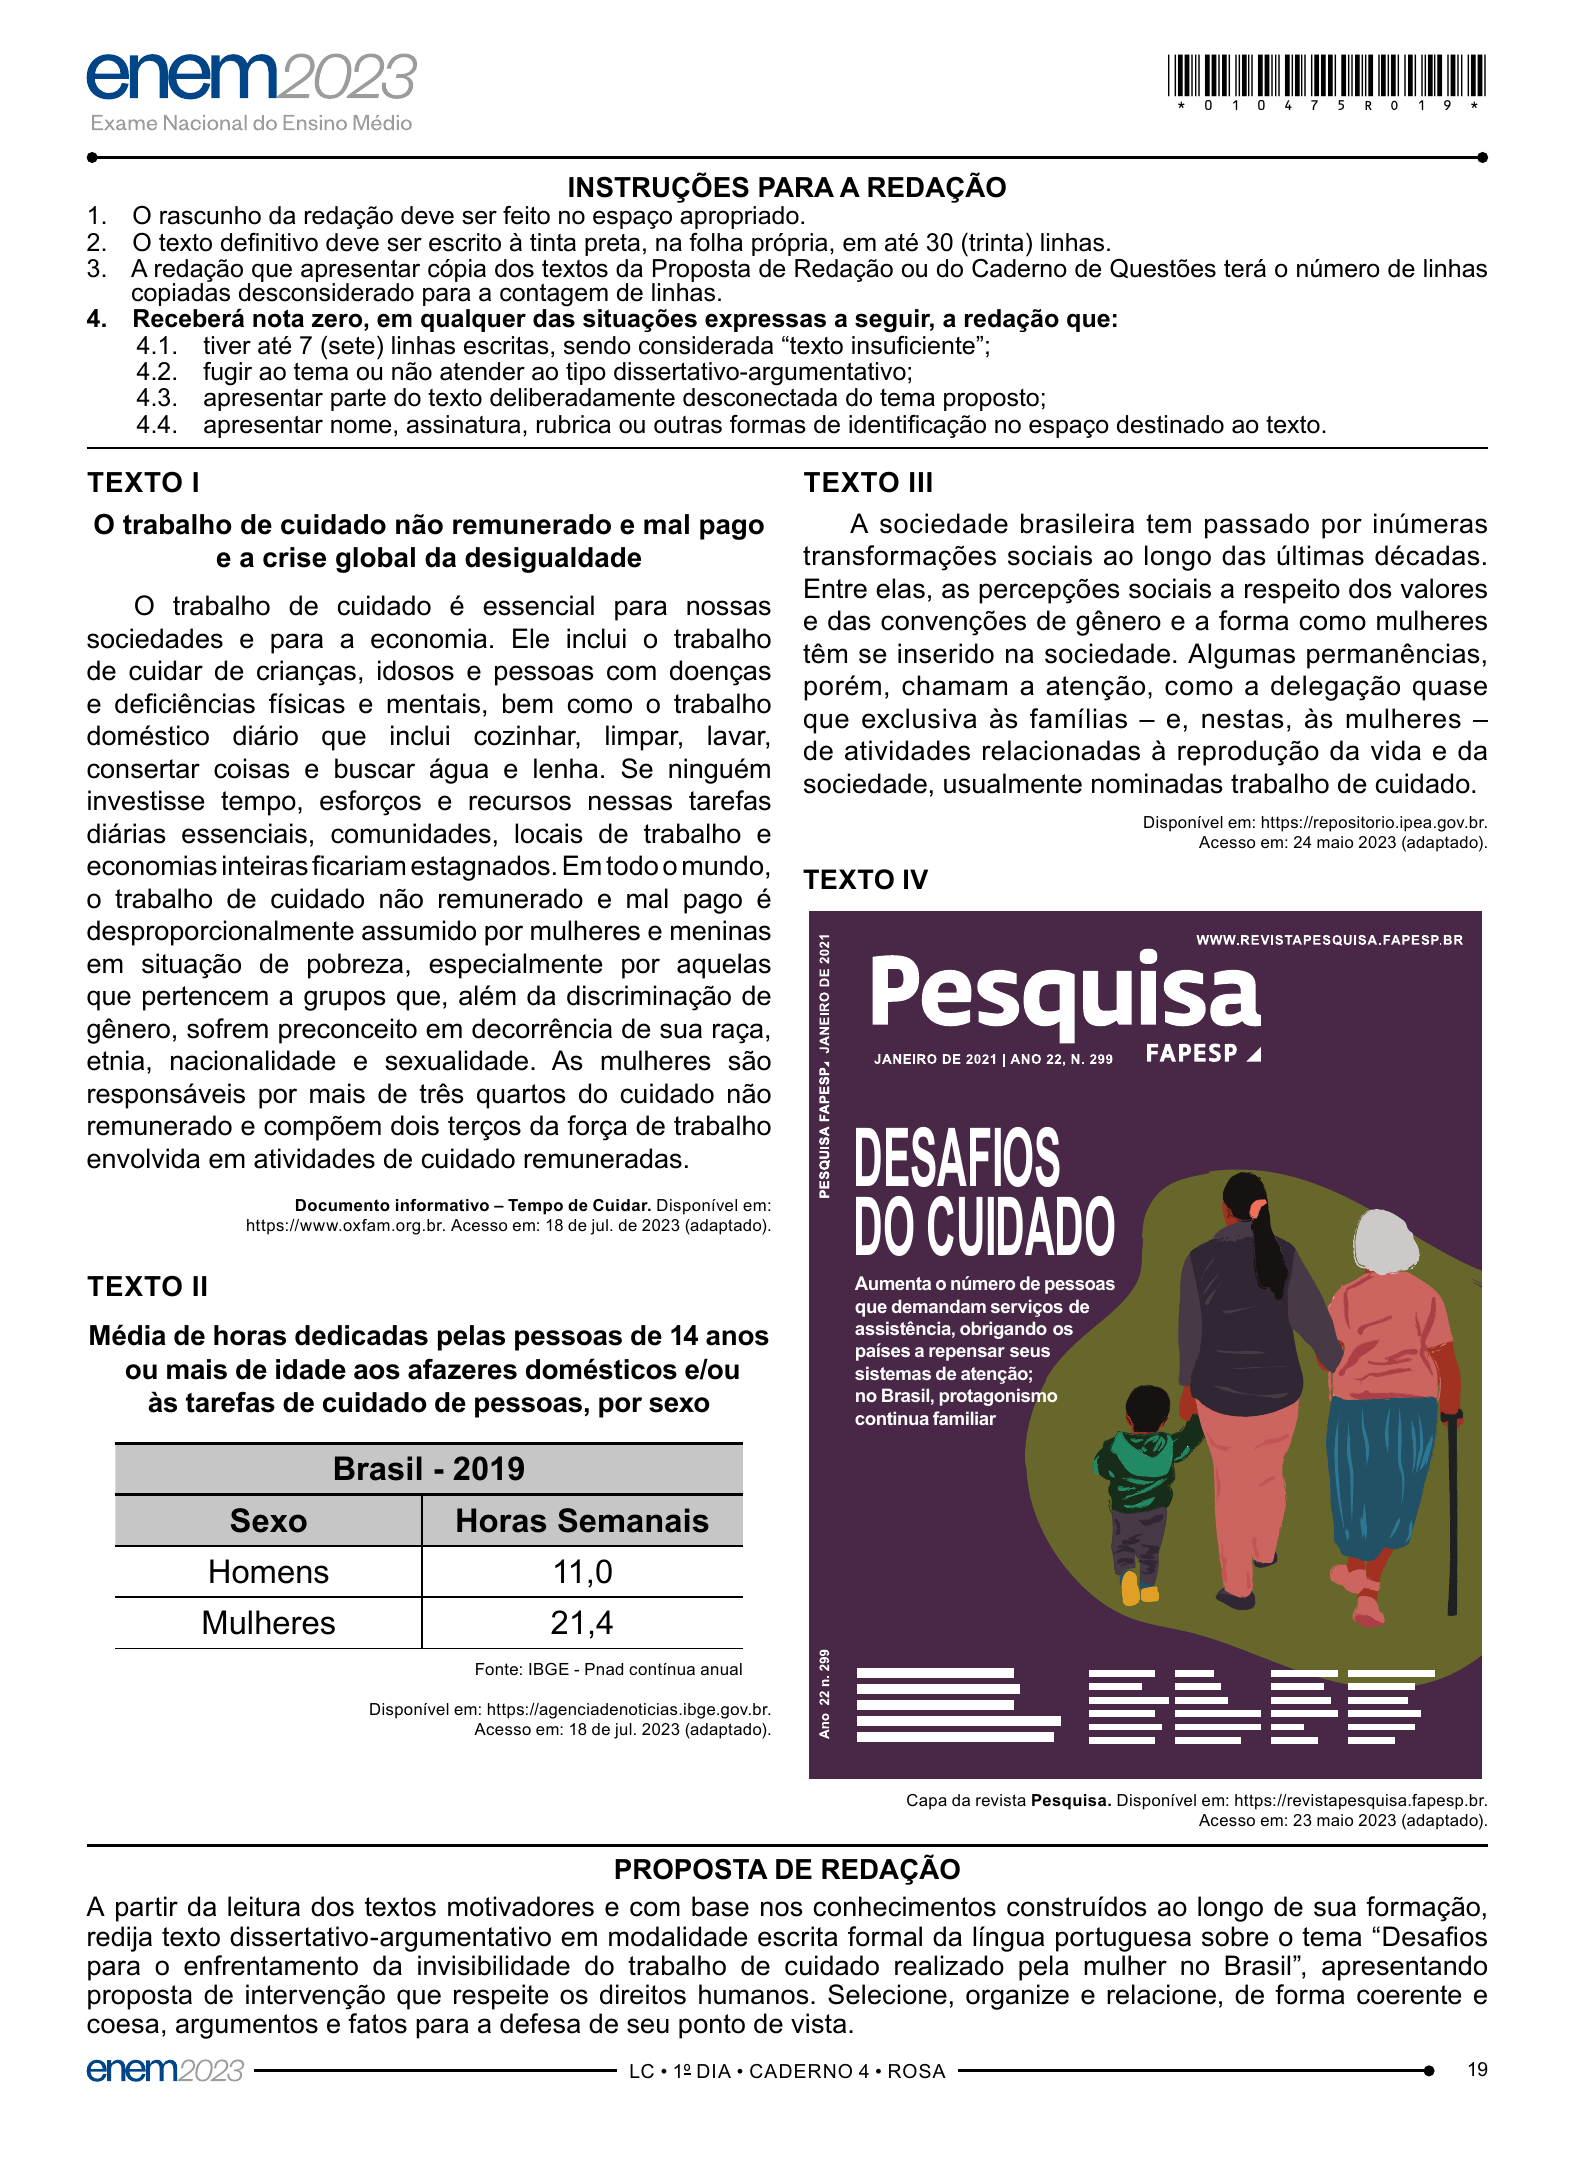 enem2023
Exame Nacional do Ensino Médio
*010475R019*
INSTRUÇÕES PARA A REDAÇÃO
1. O rascunho da redação deve ser feito no espaço apropriado.
2. O texto definitivo deve ser escrito à tinta preta, na folha própria, em até 30 (trinta) linhas.
3. A redação que apresentar cópia dos textos da Proposta de Redação ou do Caderno de Questões terá o número de linhas
copiadas desconsiderado para a contagem de linhas.
4. Receberá nota zero, em qualquer das situações expressas a seguir, a redação que:
4.1. tiver até 7 (sete) linhas escritas, sendo considerada “texto insuficiente”;
4.2. fugir ao tema ou não atender ao tipo dissertativo-argumentativo;
4.3. apresentar parte do texto deliberadamente desconectada do tema proposto;
4.4. apresentar nome, assinatura, rubrica ou outras formas de identificação no espaço destinado ao texto.
TEXTO I
O trabalho de cuidado não remunerado e mal pago
e a crise global da desigualdade
O trabalho de cuidado é essencial para nossas
sociedades e para a economia. Ele inclui o trabalho
de cuidar de crianças, idosos e pessoas com doenças
e deficiências físicas e mentais, bem como o trabalho
doméstico diário que inclui cozinhar, limpar, lavar,
consertar coisas e buscar água e lenha. Se ninguém
investisse tempo, esforços e recursos nessas tarefas
diárias essenciais, comunidades, locais de trabalho e
economias inteiras ficariam estagnados. Em todo o mundo,
o trabalho de cuidado não remunerado e mal pago é
desproporcionalmente assumido por mulheres e meninas
em situação de pobreza, especialmente por aquelas
que pertencem a grupos que, além da discriminação de
gênero, sofrem preconceito em decorrência de sua raça,
etnia, nacionalidade e sexualidade. As mulheres são
responsáveis por mais de três quartos do cuidado não
remunerado e compõem dois terços da força de trabalho
envolvida em atividades de cuidado remuneradas.
Documento informativo – Tempo de Cuidar. Disponível em:
https://www.oxfam.org.br. Acesso em: 18 de jul. de 2023 (adaptado).
TEXTO II
Média de horas dedicadas pelas pessoas de 14 anos
ou mais de idade aos afazeres domésticos e/ou
às tarefas de cuidado de pessoas, por sexo
Brasil - 2019
Sexo Horas Semanais
Homens 11,0
Mulheres 21,4
Fonte: IBGE - Pnad contínua anual
Disponível em: https://agenciadenoticias.ibge.gov.br.
Acesso em: 18 de jul. 2023 (adaptado).
TEXTO III
A sociedade brasileira tem passado por inúmeras
transformações sociais ao longo das últimas décadas.
Entre elas, as percepções sociais a respeito dos valores
e das convenções de gênero e a forma como mulheres
têm se inserido na sociedade. Algumas permanências,
porém, chamam a atenção, como a delegação quase
que exclusiva às famílias – e, nestas, às mulheres –
de atividades relacionadas à reprodução da vida e da
sociedade, usualmente nominadas trabalho de cuidado.
Disponível em: https://repositorio.ipea.gov.br.
Acesso em: 24 maio 2023 (adaptado).
TEXTO IV
WWW.REVISTAPESQUISA.FAPESP.BR
Pesquisa
FAPESP
JANEIRO DE 2021 | ANO 22, N. 299
PESQUISA FAPESP JANEIRO DE 2021
DESAFIOS
DO CUIDADO
Aumenta o número de pessoas
que demandam serviços de
assistência, obrigando os
países a repensar seus
sistemas de atenção;
no Brasil, protagonismo
continua familiar
Ano 22 n. 299
Capa da revista Pesquisa. Disponível em: https://revistapesquisa.fapesp.br.
Acesso em: 23 maio 2023 (adaptado).
PROPOSTA DE REDAÇÃO
A partir da leitura dos textos motivadores e com base nos conhecimentos construídos ao longo de sua formação,
redija texto dissertativo-argumentativo em modalidade escrita formal da língua portuguesa sobre o tema “Desafios
para o enfrentamento da invisibilidade do trabalho de cuidado realizado pela mulher no Brasil”, apresentando
proposta de intervenção que respeite os direitos humanos. Selecione, organize e relacione, de forma coerente e
coesa, argumentos e fatos para a defesa de seu ponto de vista.
enem2023 LC • 1º DIA • CADERNO 4 • ROSA 19